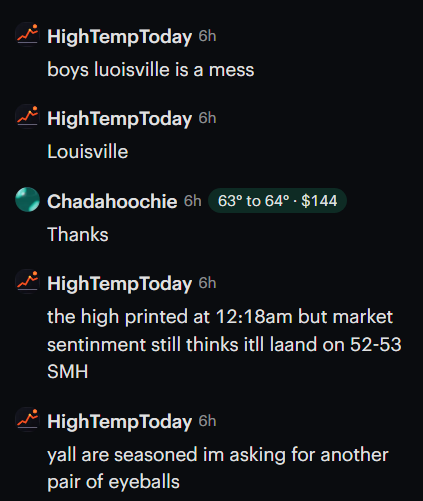 HighTempToday 6h
boys luoisville is a mess
HighTempToday 6h
Louisville
Chadahoochie 6h 63° to 64° · $144
Thanks
HighTempToday 6h
the high printed at 12:18am but market
sentinment still thinks itll laand on 52-53
SMH
HighTempToday 6h
yall are seasoned im asking for another
pair of eyeballs